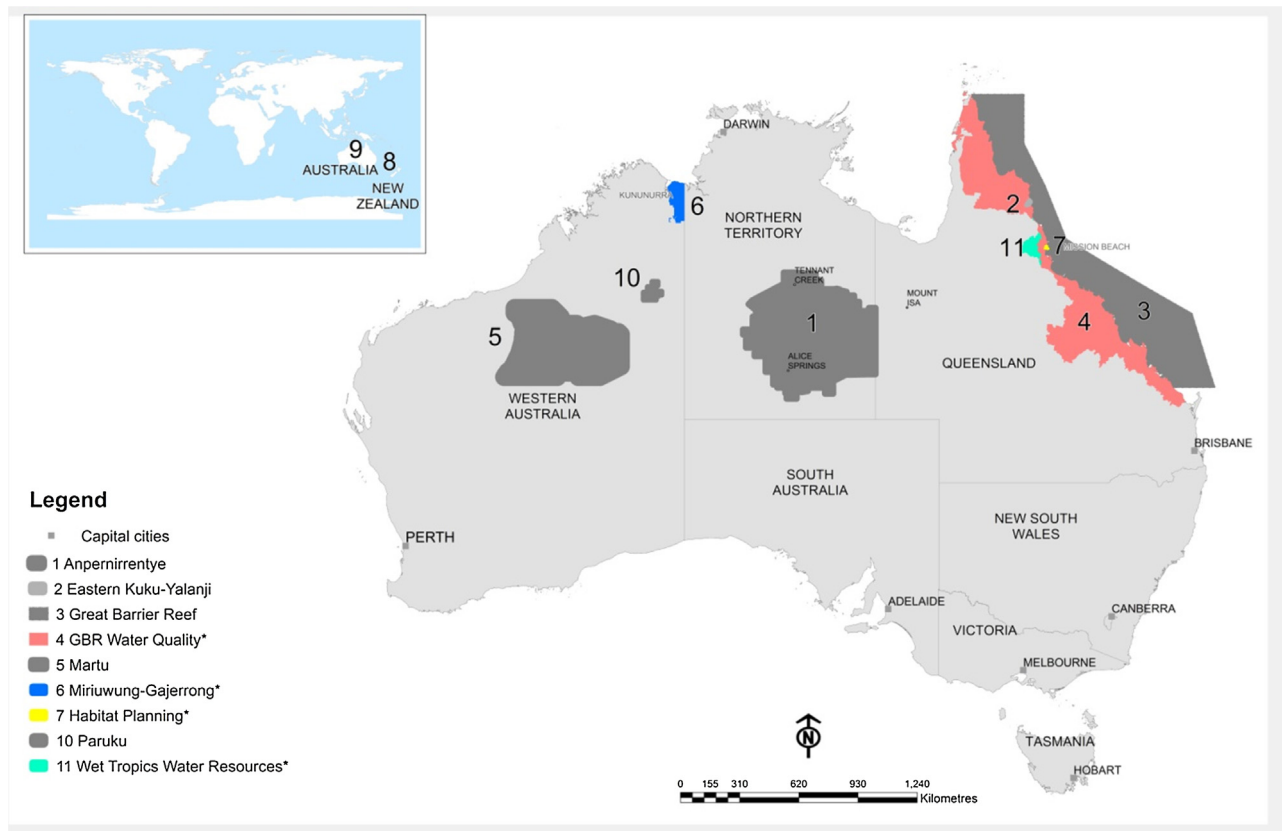 9
AUSTRALIA
8
NEW
ZEALAND
DARWIN
KUNUNURRA
6
NORTHERN
TERRITORY
2
11
7
MISSION BEACH
10
TENNANT
CREEK
MOUNT
ISA
5
1
3
4
ALICE
SPRINGS
QUEENSLAND
WESTERN
AUSTRALIA
BRISBANE
SOUTH
AUSTRALIA
NEW SOUTH
WALES
PERTH
ADELAIDE
CANBERRA
VICTORIA
MELBOURNE
TASMANIA
HOBART
Legend
Capital cities
1 Anpernirrentye
2 Eastern Kuku-Yalanji
3 Great Barrier Reef
4 GBR Water Quality*
5 Martu
6 Miriuwung-Gajerrong*
7 Habitat Planning*
10 Paruku
11 Wet Tropics Water Resources*
N
0 155 310 620 930 1,240
Kilometres